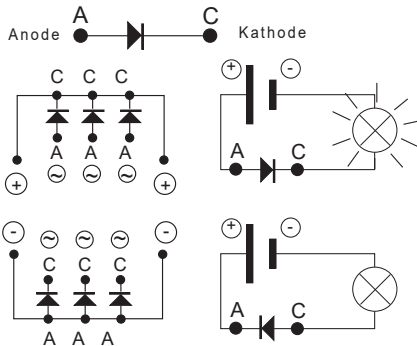 Anode A C Kathode
C C C
A A A
~ ~ ~
+ +
+ -
A C
- ~ ~ ~ -
C C C
A A A
+ -
A C